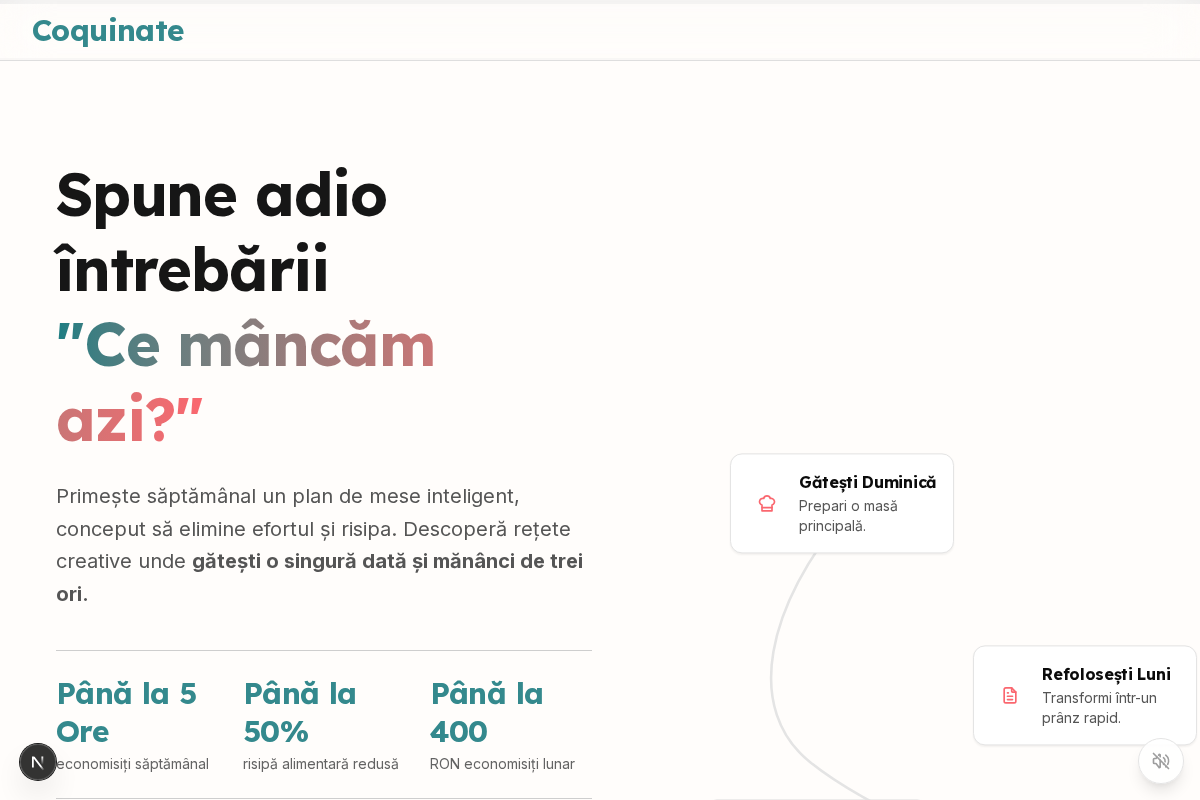 Coquinate
Spune adio
întrebării
"Ce mâncăm
azi?"
Primește săptămânal un plan de mese inteligent,
conceput să elimine efortul și risipa. Descoperă rețete
creative unde gătești o singură dată și mănânci de trei
ori.
Până la 5
Ore
economisiți săptămânal
Până la
50%
risipă alimentară redusă
Până la
400
RON economisiți lunar
Gătești Duminică
Prepari o masă
principală.
Refolosești Luni
Transformi într-un
prânz rapid.
N